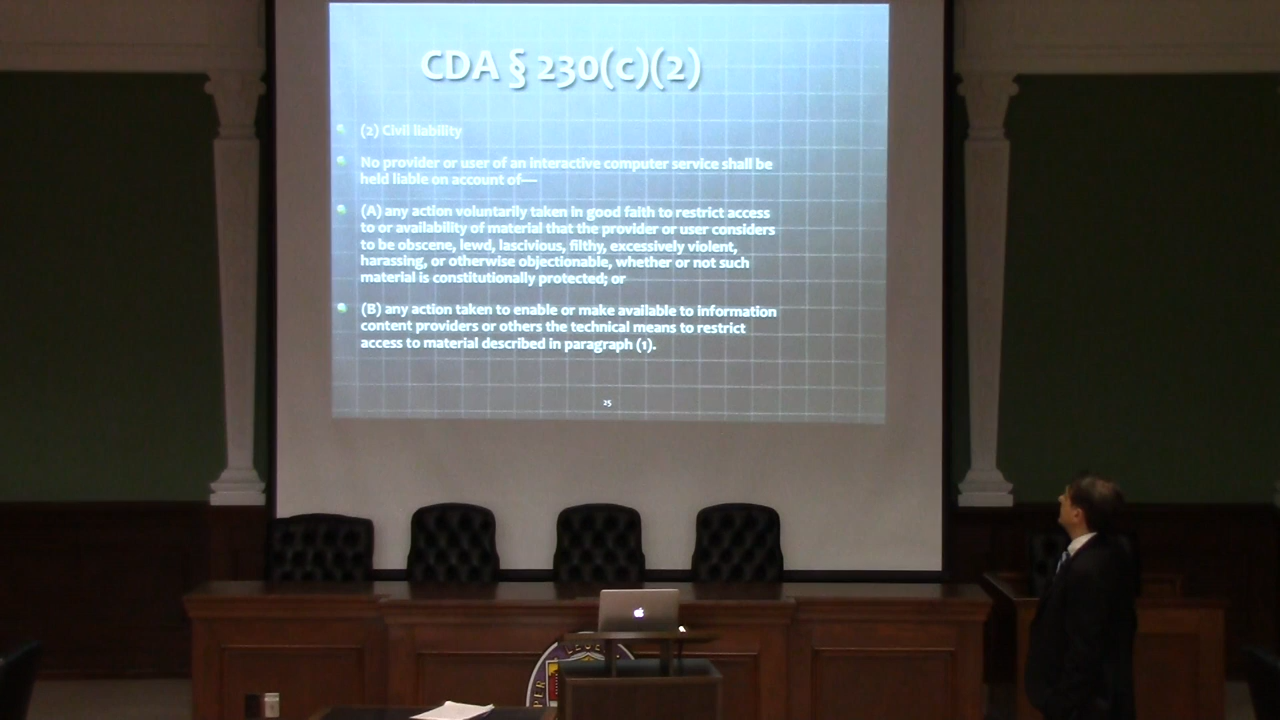 CDA § 230(c)(2)
(2) Civil liability
No provider or user of an interactive computer service shall be
held liable on account of—
(A) any action voluntarily taken in good faith to restrict access
to or availability of material that the provider or user considers
to be obscene, lewd, lascivious, filthy, excessively violent,
harassing, or otherwise objectionable, whether or not such
material is constitutionally protected; or
(B) any action taken to enable or make available to information
content providers or others the technical means to restrict
access to material described in paragraph (1).
25